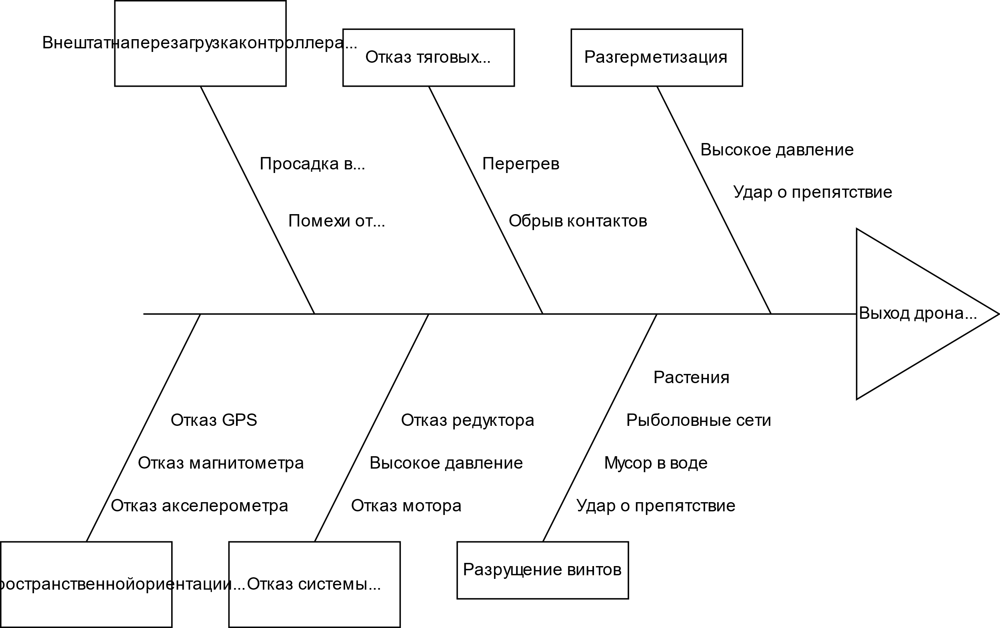 Внештатнаперезагрузкаконтроллера...
Отказ тяговых...
Разгерметизация
Просадка в...
Помехи от...
Перегрев
Обрыв контактов
Высокое давление
Удар о препятствие
Выход дрона...
Отказ GPS
Отказ магнитометра
Отказ акселерометра
Отказ редуктора
Высокое давление
Отказ мотора
Растения
Рыболовные сети
Мусор в воде
Удар о препятствие
ространственнойориентации...
Отказ системы...
Разрушение винтов